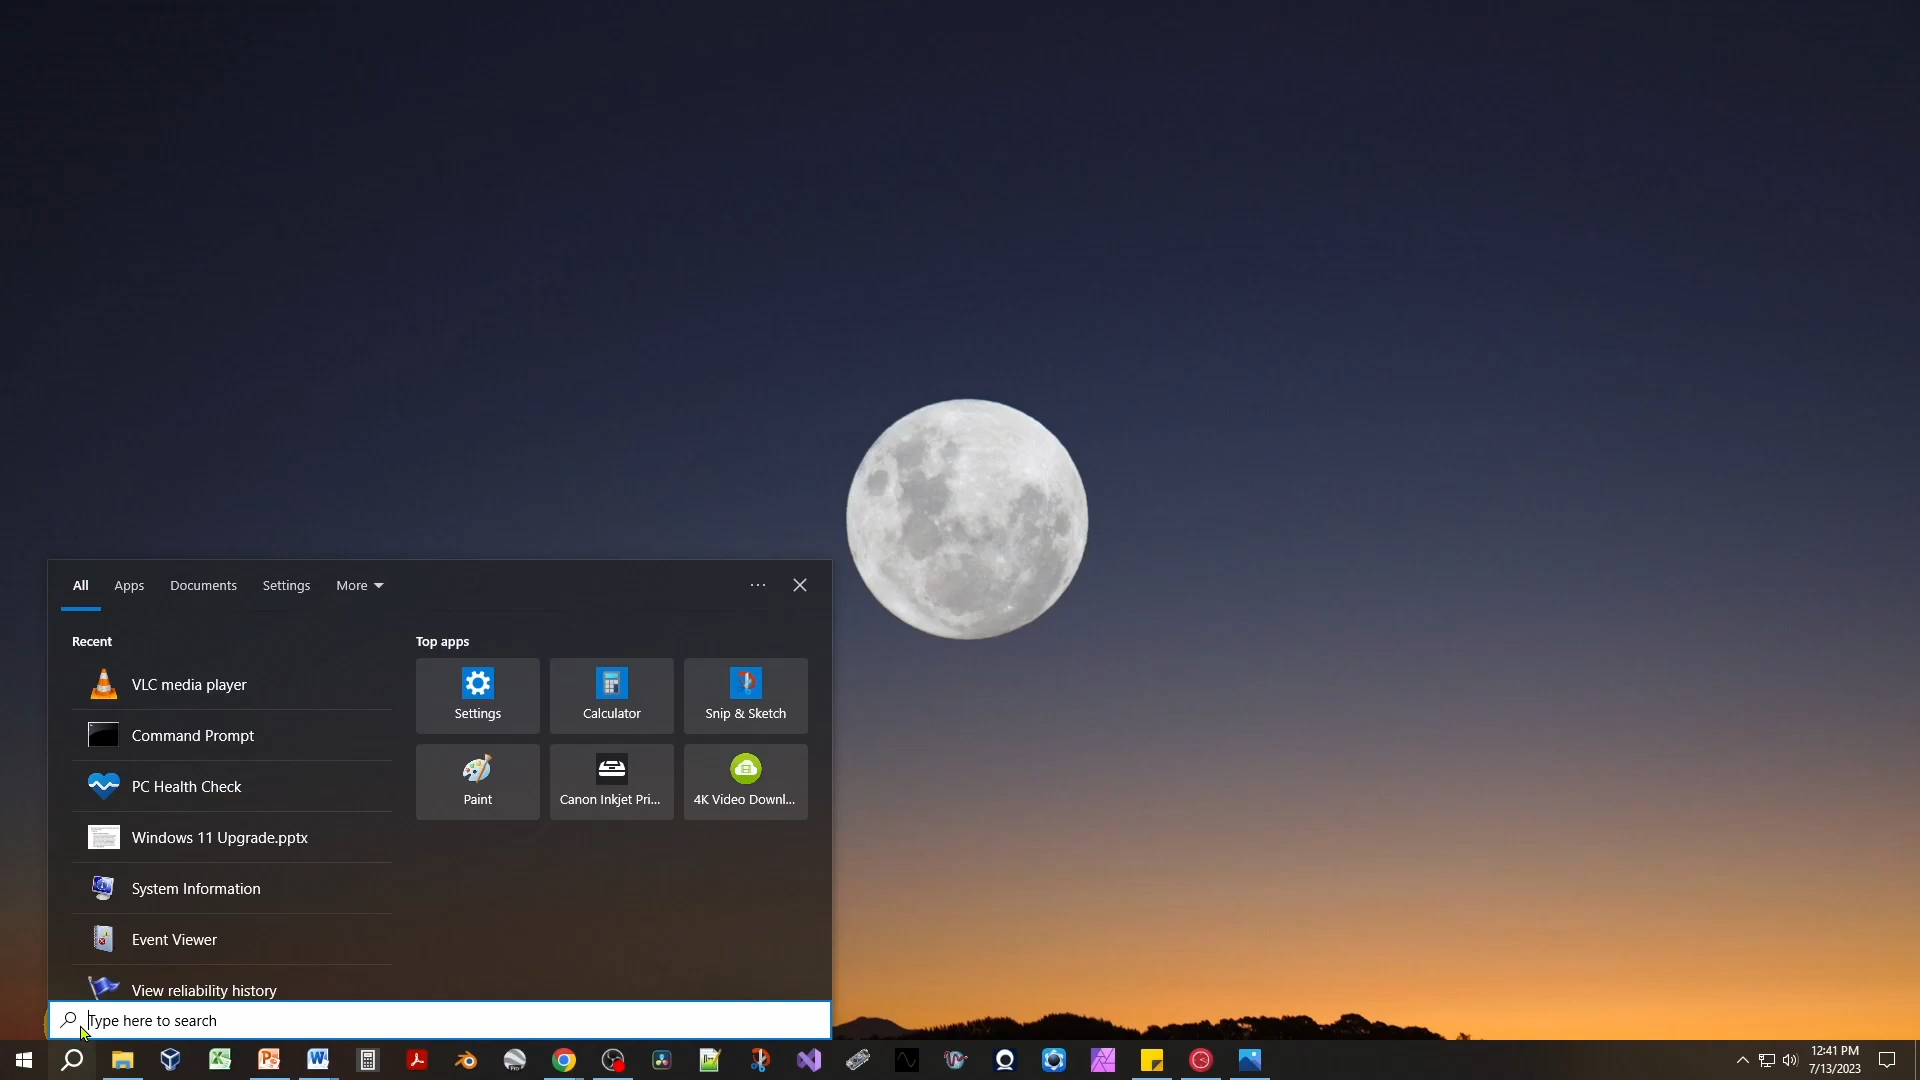 All Apps Documents Settings More
Recent
VLC media player
Command Prompt
PC Health Check
Windows 11 Upgrade.pptx
System Information
Event Viewer
View reliability history
Top apps
Settings Calculator Snip & Sketch
Paint Canon Inkjet Pri... 4K Video Downl...
Type here to search
12:41 PM
7/13/2023